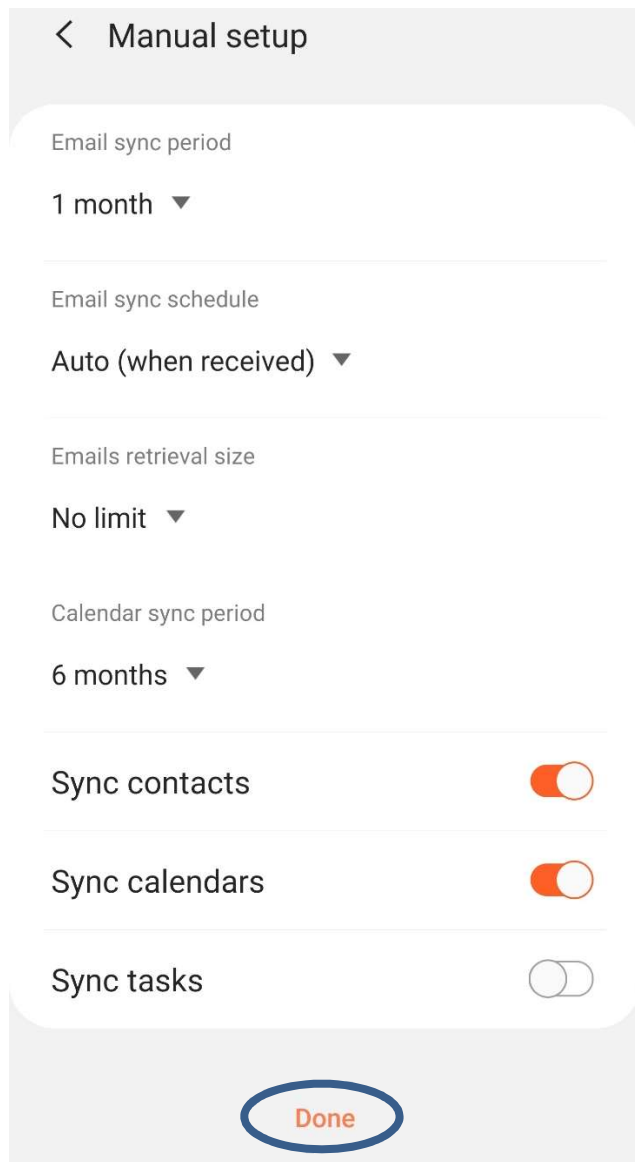 Manual setup
Email sync period
1 month
Email sync schedule
Auto (when received)
Emails retrieval size
No limit
Calendar sync period
6 months
Sync contacts
Sync calendars
Sync tasks
Done